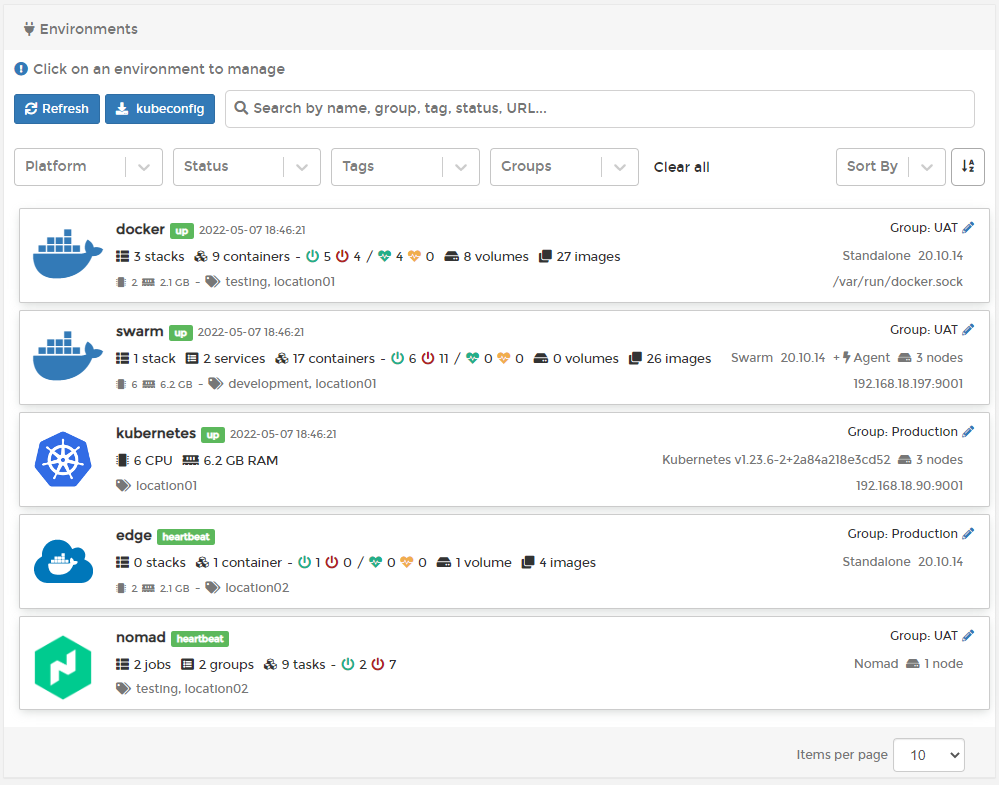 Environments
Click on an environment to manage
Refresh kubeconfig Search by name, group, tag, status, URL...
Platform Status Tags Groups Clear all Sort By
docker up 2022-05-07 18:46:21 Group: UAT
3 stacks 9 containers - 5 4 / 4 0 8 volumes 27 images Standalone 20.10.14
2 2.1 GB - testing, location01 /var/run/docker.sock
swarm up 2022-05-07 18:46:21 Group: UAT
1 stack 2 services 17 containers - 6 11 / 0 0 0 volumes 26 images Swarm 20.10.14 + Agent 3 nodes
6 6.2 GB - development, location01 192.168.18.197:9001
kubernetes up 2022-05-07 18:46:21 Group: Production
6 CPU 6.2 GB RAM Kubernetes v1.23.6-2+2a84a218e3cd52 3 nodes
location01 192.168.18.90:9001
edge heartbeat Group: Production
0 stacks 1 container - 1 0 / 0 0 1 volume 4 images Standalone 20.10.14
2 2.1 GB - location02
nomad heartbeat Group: UAT
2 jobs 2 groups 9 tasks - 2 7 Nomad 1 node
testing, location02
Items per page 10